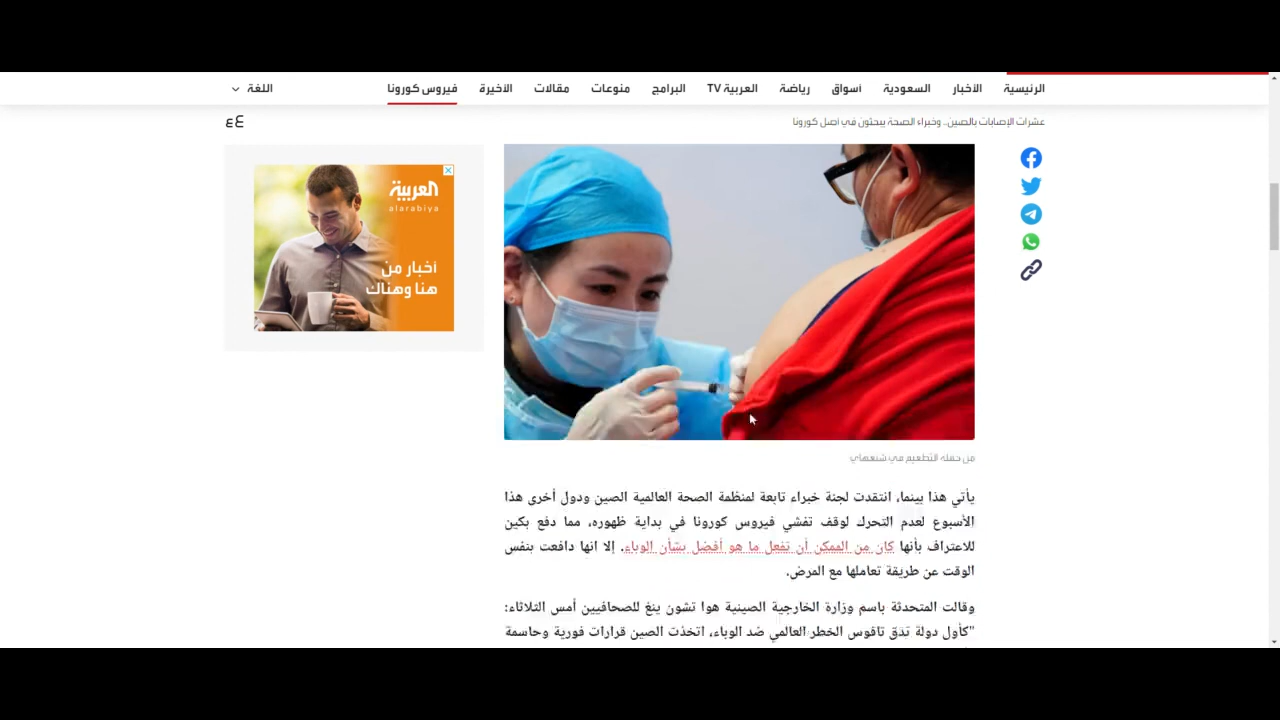 الرئيسية الأخبار السعودية أسواق رياضة العربية TV البرامج منوعات مقالات الأخيرة فيروس كورونا اللغة
عشرات الإصابات بالصين.. وخبراء الصحة يبحثون في أصل كورونا
ع ع
العربية
alarabiya
أخبار من
هنا وهناك
من حملة التطعيم في شنغهاي
يأتي هذا بينما، انتقدت لجنة خبراء تابعة لمنظمة الصحة العالمية الصين ودول أخرى هذا
الأسبوع لعدم التحرك لوقف تفشي فيروس كورونا في بداية ظهوره، مما دفع بكين
للاعتراف بأنها كان من الممكن أن تفعل ما هو أفضل بشأن الوباء. إلا انها دافعت بنفس
الوقت عن طريقة تعاملها مع المرض.
وقالت المتحدثة باسم وزارة الخارجية الصينية هوا تشون ينغ للصحافيين أمس الثلاثاء:
"كأول دولة تدق ناقوس الخطر العالمي ضد الوباء، اتخذت الصين قرارات فورية وحاسمة